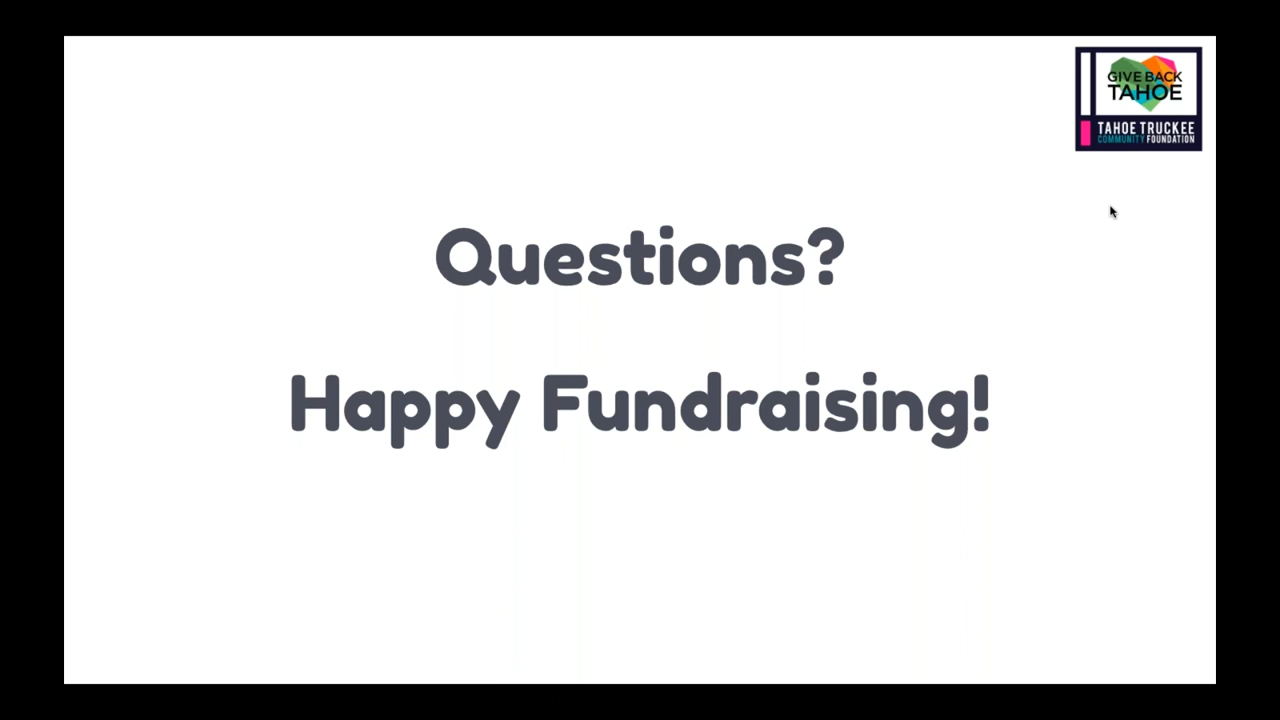 GIVE BACK
TAHOE
TAHOE TRUCKEE
COMMUNITY FOUNDATION
Questions?
Happy Fundraising!